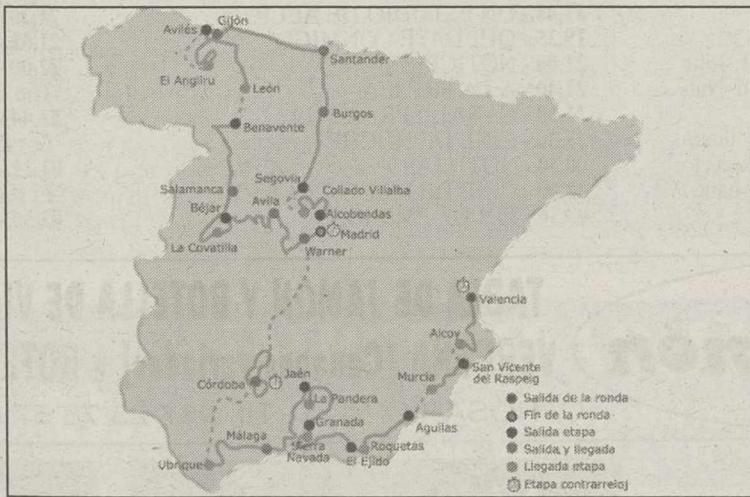 Gijón
Avilés
Santander
El Angliru
León
Burgos
Benavente
Segovia
Collado Villalba
Salamanca
Avila
Béjar
Alcobendas
Madrid
La Covatilla
Warner
Valencia
Alcoy
San Vicente
del Raspeig
Murcia
Jaén
Córdoba
La Pandera
Granada
Aguilas
Málaga
Sierra
Nevada
Roquetas
El Ejido
Ubrique
Salida de la ronda
Fin de la ronda
Salida etapa
Salida y llegada
Llegada etapa
Etapa contrarreloj